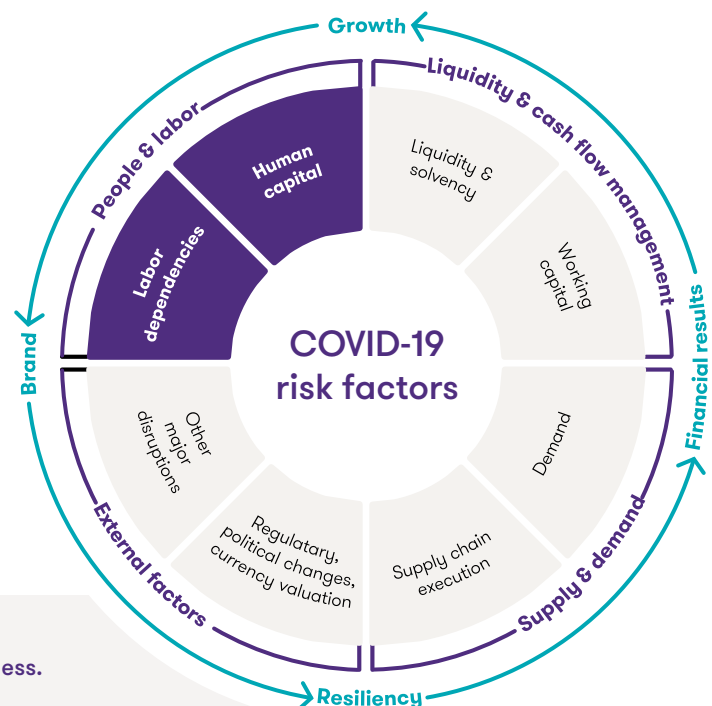 Growth
People & labor
Liquidity & cash flow management
Human
capital
Liquidity &
solvency
Labor
dependencies
Working
capital
COVID-19
risk factors
Brand
Financial results
Other
major
disruptions
Demand
Regulatary,
political changes,
currency valuation
Supply chain
execution
External factors
Supply & demand
ess.
Resiliency